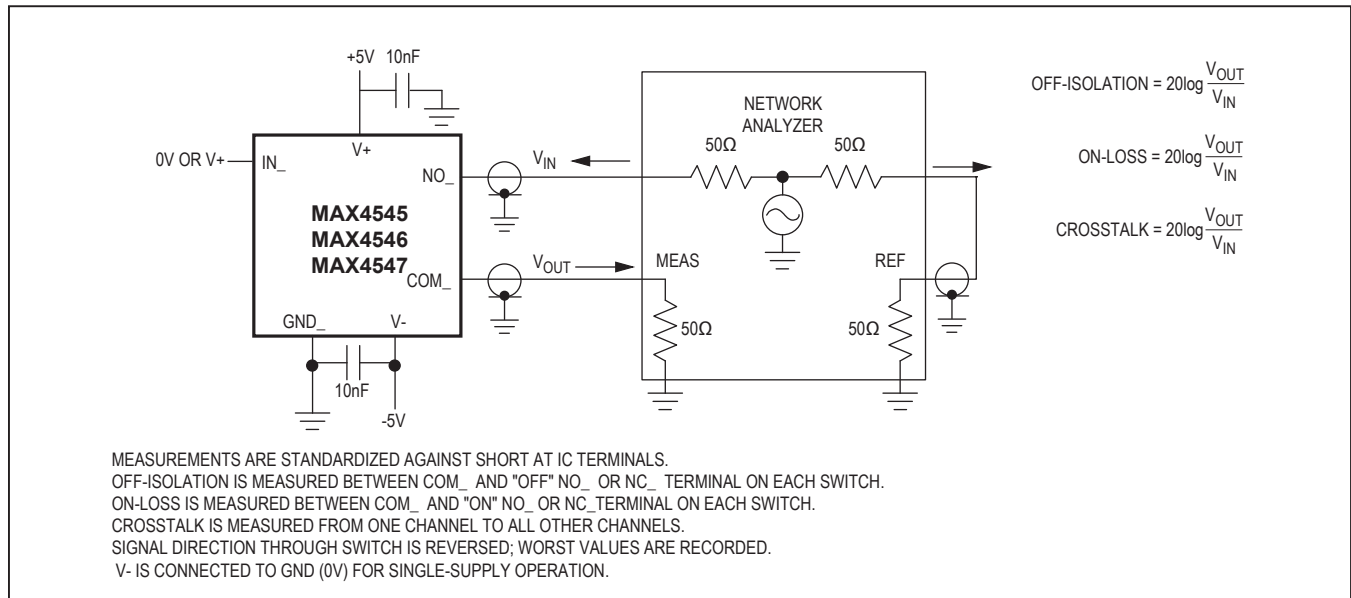 +5V 10nF
V+
0V OR V+
IN_
NO_
MAX4545
MAX4546
MAX4547
COM_
GND_ V-
10nF
-5V
VIN
VOUT
NETWORK
ANALYZER
50Ω 50Ω
MEAS REF
50Ω 50Ω
OFF-ISOLATION = 20log VOUT
VIN
ON-LOSS = 20log VOUT
VIN
CROSSTALK = 20log VOUT
VIN
MEASUREMENTS ARE STANDARDIZED AGAINST SHORT AT IC TERMINALS.
OFF-ISOLATION IS MEASURED BETWEEN COM_ AND "OFF" NO_ OR NC_ TERMINAL ON EACH SWITCH.
ON-LOSS IS MEASURED BETWEEN COM_ AND "ON" NO_ OR NC_TERMINAL ON EACH SWITCH.
CROSSTALK IS MEASURED FROM ONE CHANNEL TO ALL OTHER CHANNELS.
SIGNAL DIRECTION THROUGH SWITCH IS REVERSED; WORST VALUES ARE RECORDED.
V- IS CONNECTED TO GND (0V) FOR SINGLE-SUPPLY OPERATION.